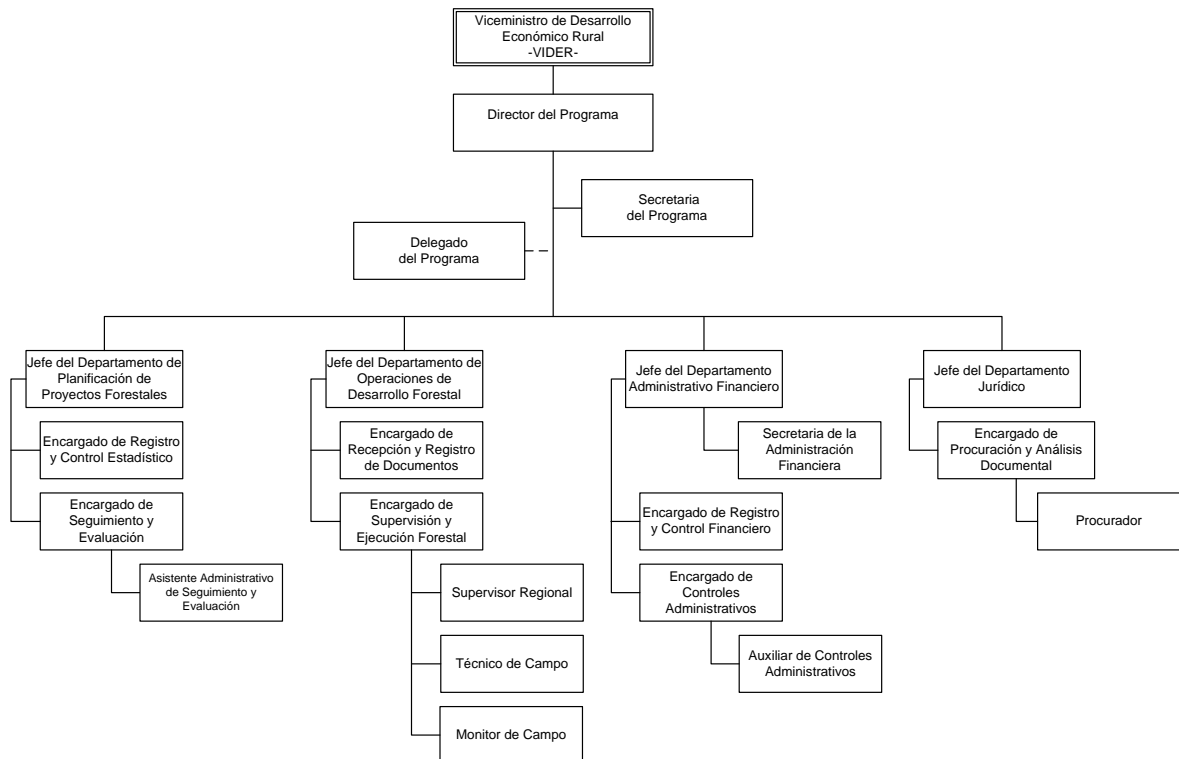 Viceministro de Desarrollo
Económico Rural
-VIDER-
Director del Programa
Secretaria
del Programa
Delegado
del Programa
Jefe del Departamento de
Planificación de
Proyectos Forestales
Encargado de Registro
y Control Estadístico
Encargado de
Seguimiento y
Evaluación
Asistente Administrativo
de Seguimiento y
Evaluación
Jefe del Departamento de
Operaciones de
Desarrollo Forestal
Encargado de
Recepción y Registro
de Documentos
Encargado de
Supervisión y
Ejecución Forestal
Supervisor Regional
Técnico de Campo
Monitor de Campo
Jefe del Departamento
Administrativo Financiero
Secretaria de la
Administración
Financiera
Encargado de Registro
y Control Financiero
Encargado de
Controles
Administrativos
Auxiliar de Controles
Administrativos
Jefe del Departamento
Jurídico
Encargado de
Procuración y Análisis
Documental
Procurador